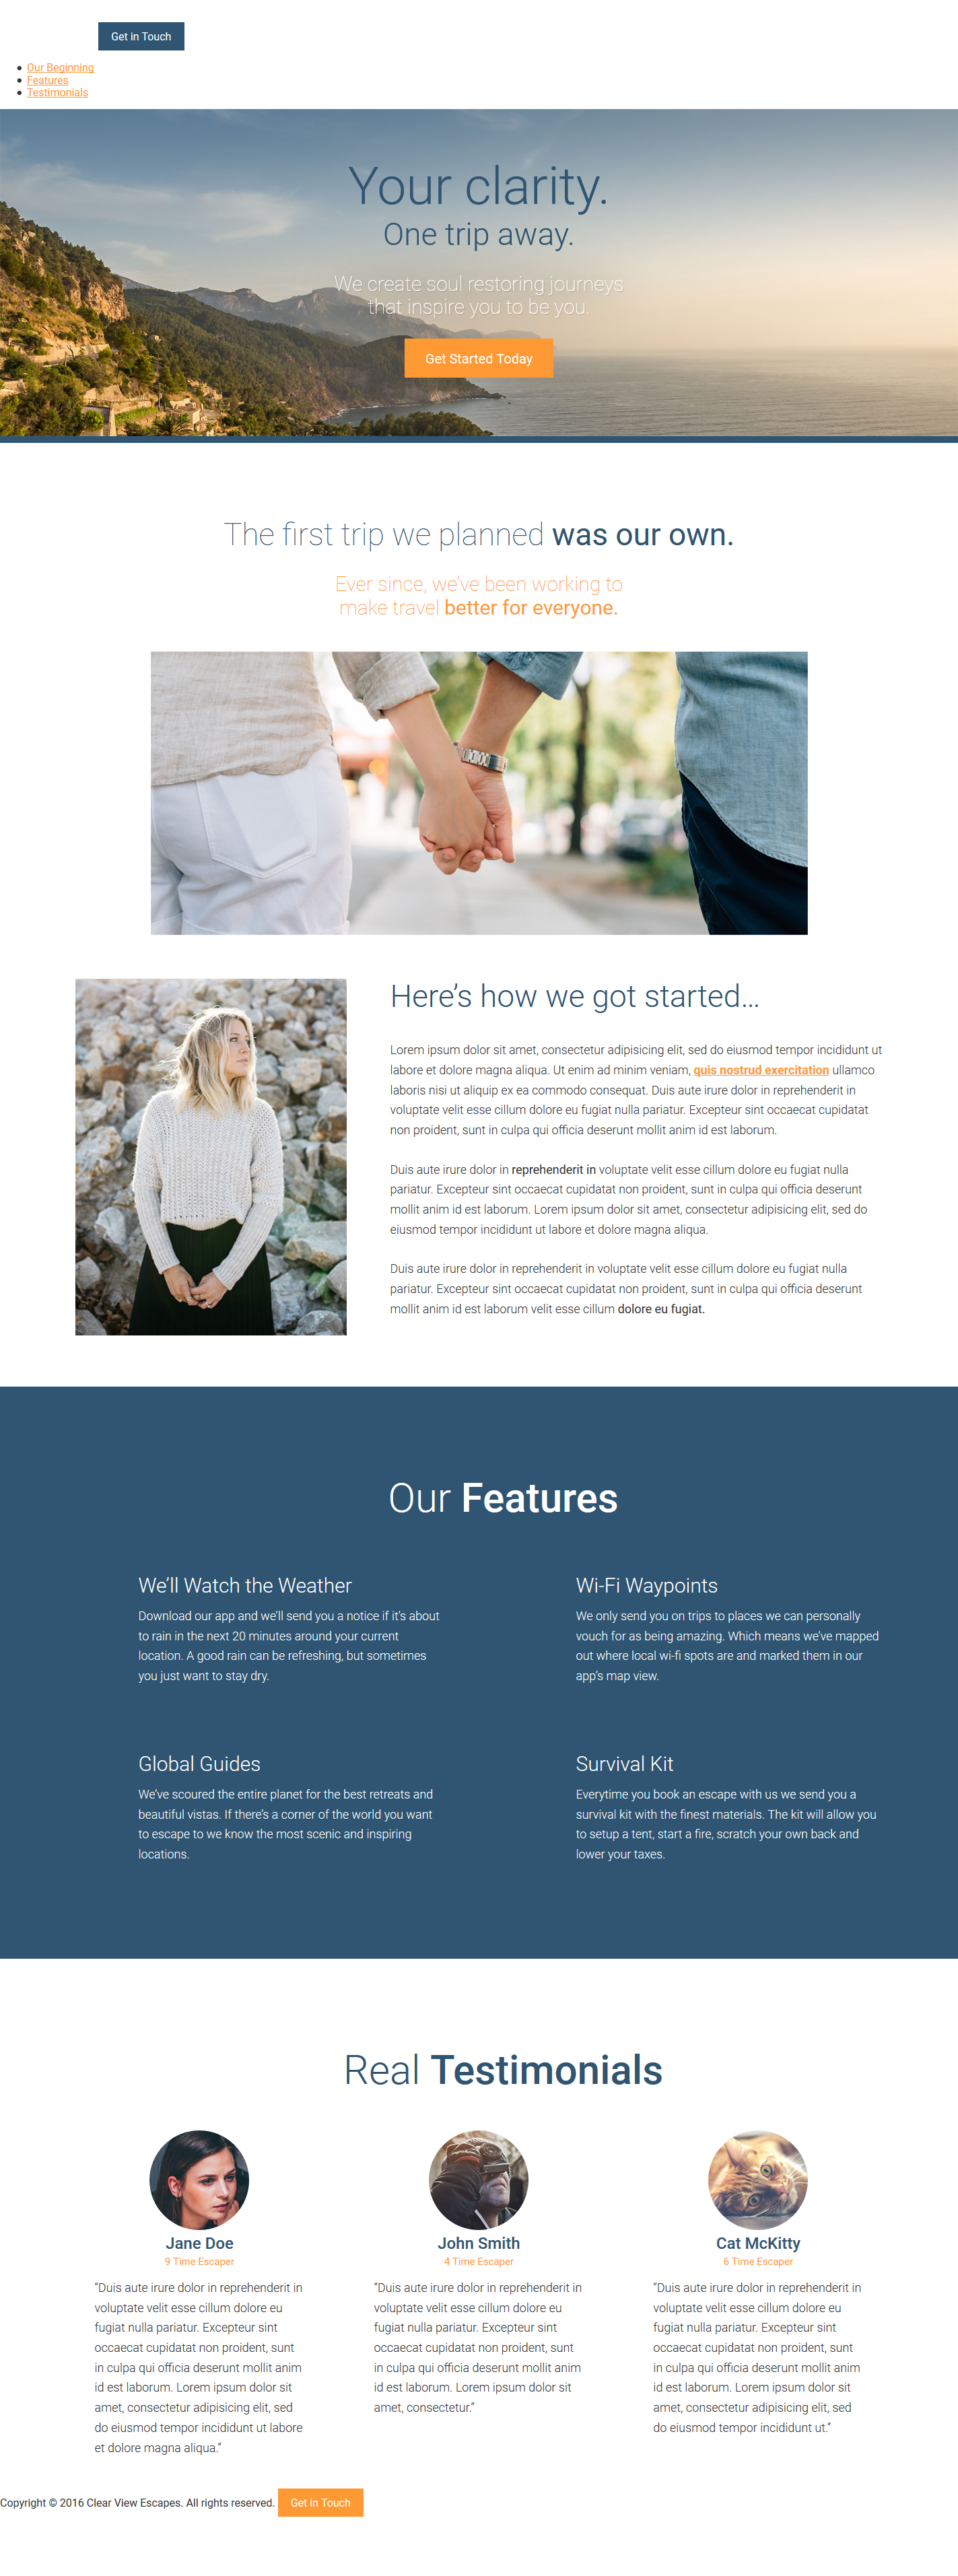 Get in Touch
Our Beginning
Features
Testimonials
Your clarity.
One trip away.
We create soul restoring journeys
that inspire you to be you.
Get Started Today
The first trip we planned was our own.
Ever since, we’ve been working to
make travel better for everyone.
Here’s how we got started…
Lorem ipsum dolor sit amet, consectetur adipisicing elit, sed do eiusmod tempor incididunt ut
labore et dolore magna aliqua. Ut enim ad minim veniam, quis nostrud exercitation ullamco
laboris nisi ut aliquip ex ea commodo consequat. Duis aute irure dolor in reprehenderit in
voluptate velit esse cillum dolore eu fugiat nulla pariatur. Excepteur sint occaecat cupidatat
non proident, sunt in culpa qui officia deserunt mollit anim id est laborum.
Duis aute irure dolor in reprehenderit in voluptate velit esse cillum dolore eu fugiat nulla
pariatur. Excepteur sint occaecat cupidatat non proident, sunt in culpa qui officia deserunt
mollit anim id est laborum. Lorem ipsum dolor sit amet, consectetur adipisicing elit, sed do
eiusmod tempor incididunt ut labore et dolore magna aliqua.
Duis aute irure dolor in reprehenderit in voluptate velit esse cillum dolore eu fugiat nulla
pariatur. Excepteur sint occaecat cupidatat non proident, sunt in culpa qui officia deserunt
mollit anim id est laborum velit esse cillum dolore eu fugiat.
Our Features
We’ll Watch the Weather
Download our app and we’ll send you a notice if it’s about
to rain in the next 20 minutes around your current
location. A good rain can be refreshing, but sometimes
you just want to stay dry.
Wi-Fi Waypoints
We only send you on trips to places we can personally
vouch for as being amazing. Which means we’ve mapped
out where local wi-fi spots are and marked them in our
app’s map view.
Global Guides
We’ve scoured the entire planet for the best retreats and
beautiful vistas. If there’s a corner of the world you want
to escape to we know the most scenic and inspiring
locations.
Survival Kit
Everytime you book an escape with us we send you a
survival kit with the finest materials. The kit will allow you
to setup a tent, start a fire, scratch your own back and
lower your taxes.
Real Testimonials
Jane Doe
9 Time Escaper
“Duis aute irure dolor in reprehenderit in
voluptate velit esse cillum dolore eu
fugiat nulla pariatur. Excepteur sint
occaecat cupidatat non proident, sunt
in culpa qui officia deserunt mollit anim
id est laborum. Lorem ipsum dolor sit
amet, consectetur adipisicing elit, sed
do eiusmod tempor incididunt ut labore
et dolore magna aliqua.”
John Smith
4 Time Escaper
“Duis aute irure dolor in reprehenderit in
voluptate velit esse cillum dolore eu
fugiat nulla pariatur. Excepteur sint
occaecat cupidatat non proident, sunt
in culpa qui officia deserunt mollit anim
id est laborum. Lorem ipsum dolor sit
amet, consectetur.”
Cat McKitty
6 Time Escaper
“Duis aute irure dolor in reprehenderit in
voluptate velit esse cillum dolore eu
fugiat nulla pariatur. Excepteur sint
occaecat cupidatat non proident, sunt
in culpa qui officia deserunt mollit anim
id est laborum. Lorem ipsum dolor sit
amet, consectetur adipisicing elit, sed
do eiusmod tempor incididunt ut.”
Copyright © 2016 Clear View Escapes. All rights reserved. Get in Touch